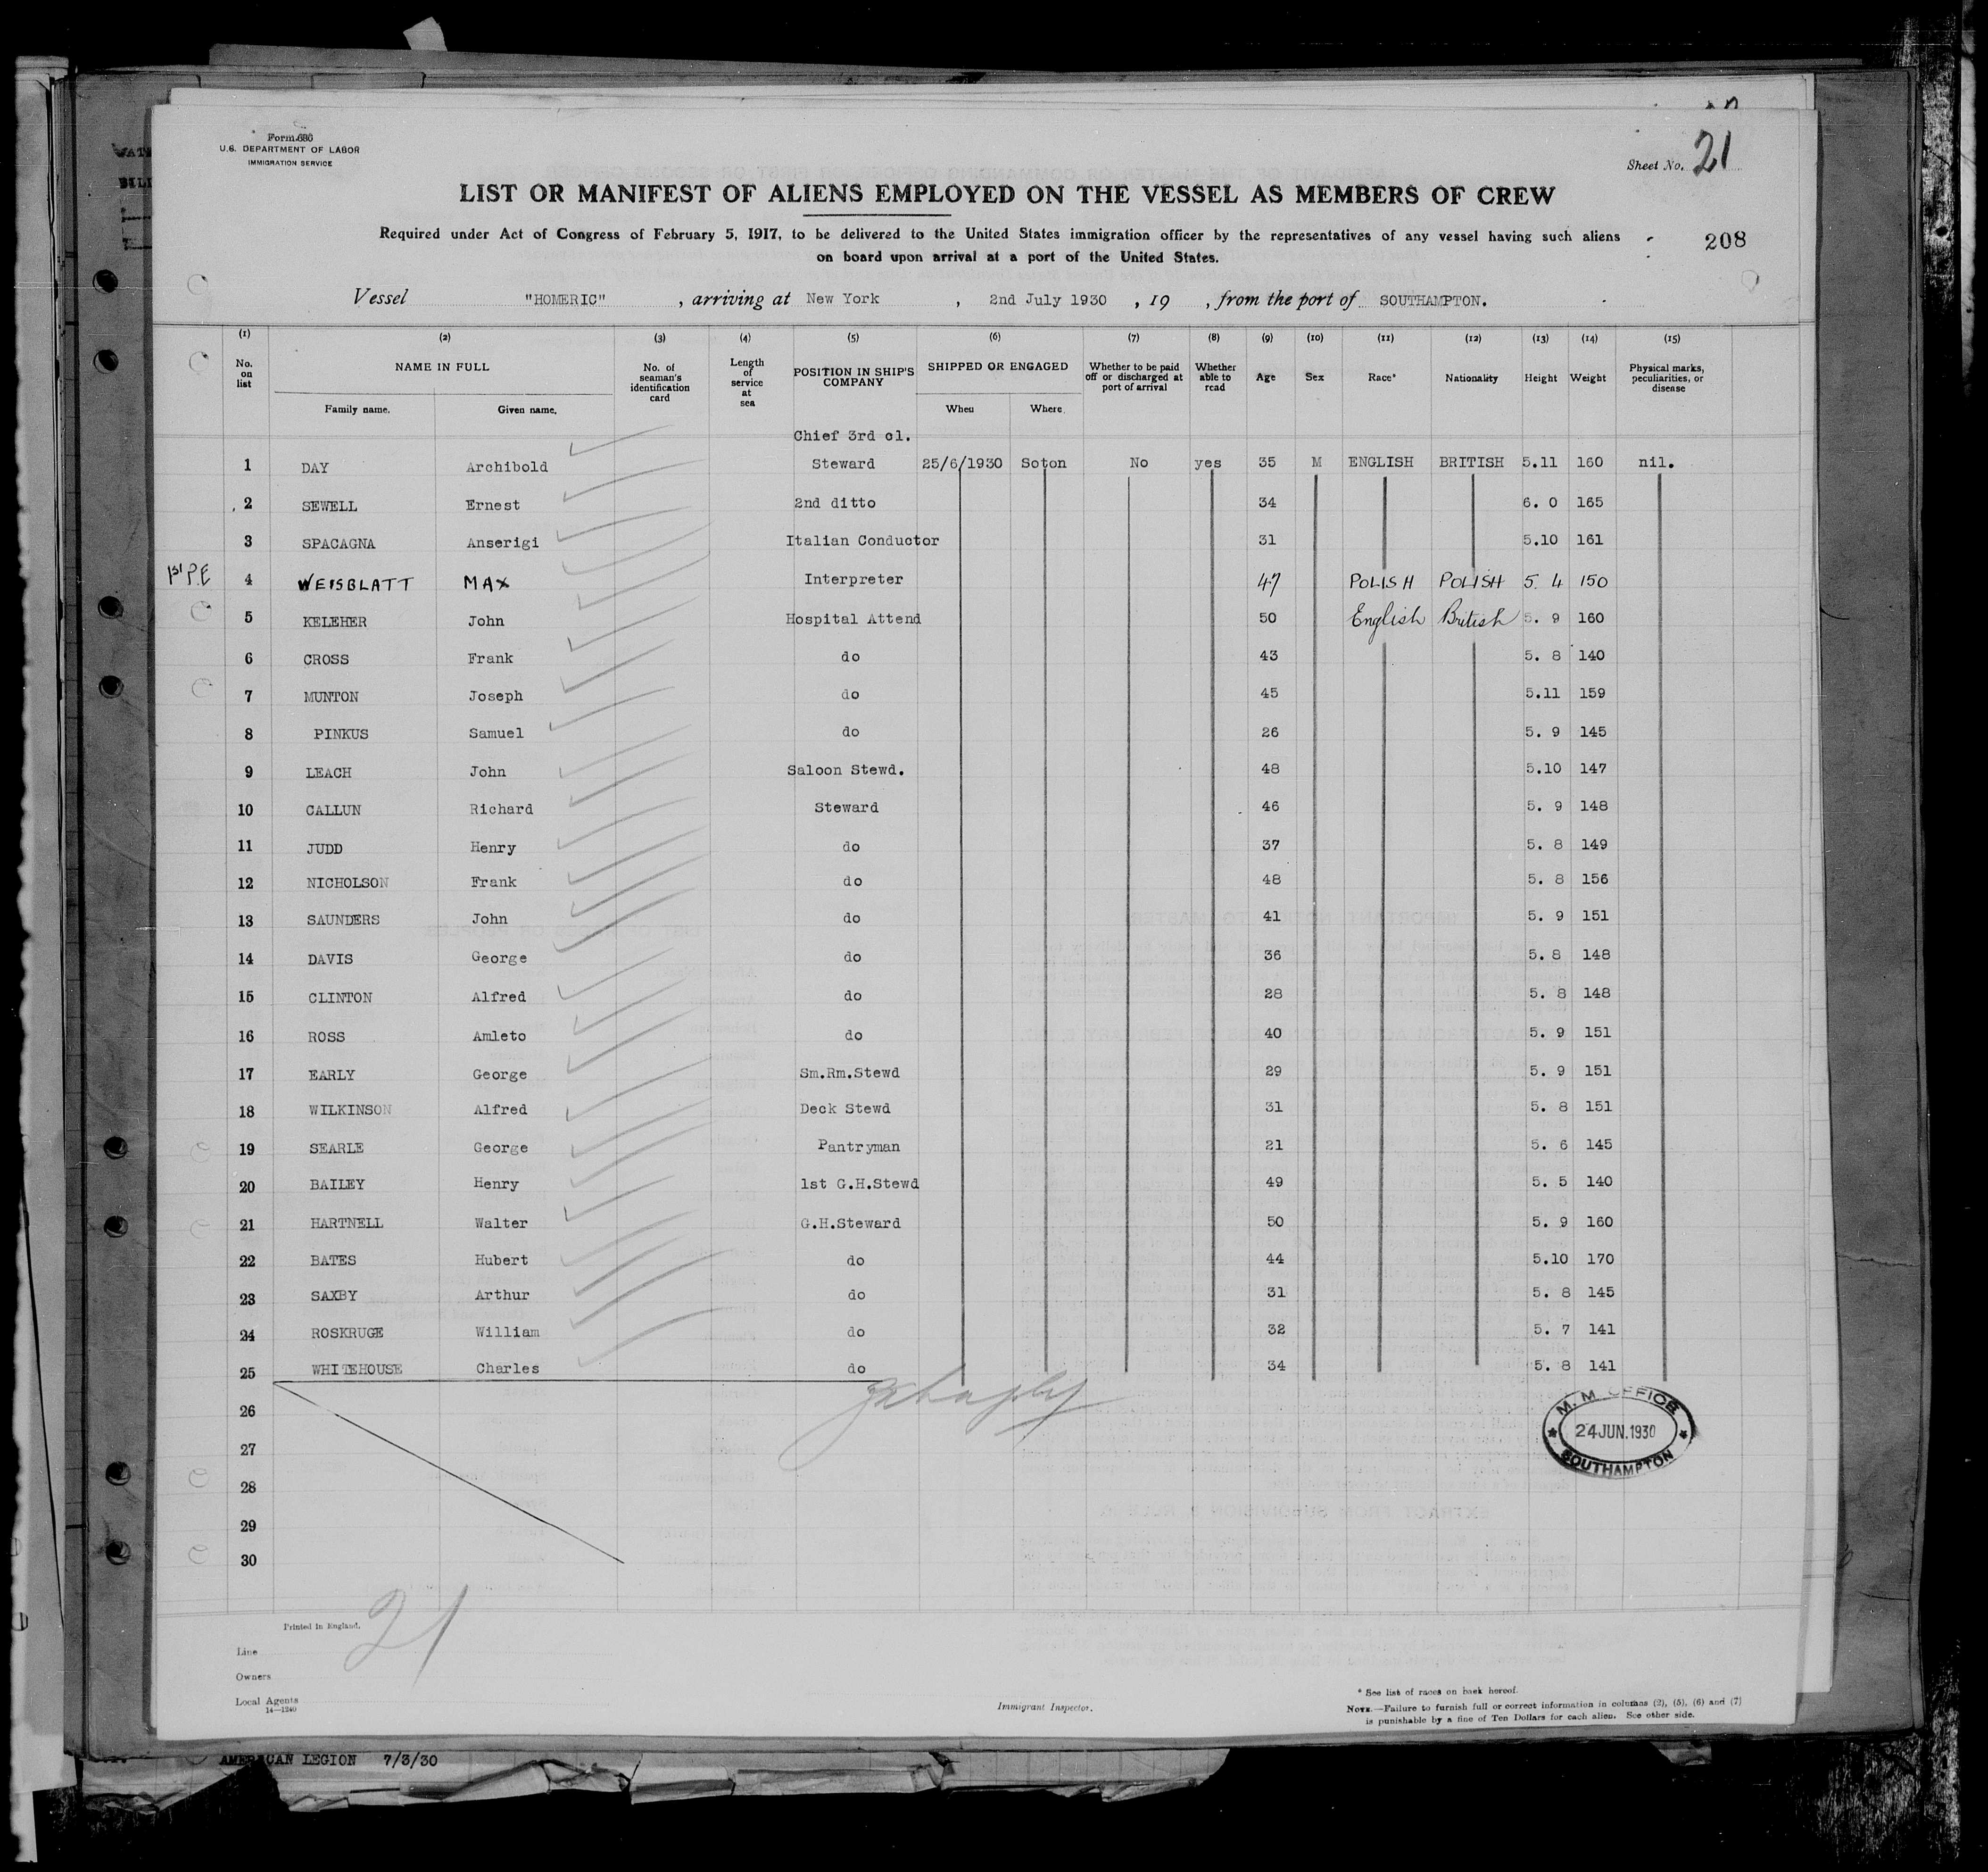 Form 686
U.S. DEPARTMENT OF LABOR
IMMIGRATION SERVICE
Sheet No. 21
LIST OR MANIFEST OF ALIENS EMPLOYED ON THE VESSEL AS MEMBERS OF CREW
Required under Act of Congress of February 5, 1917, to be delivered to the United States immigration officer by the representatives of any vessel having such aliens
on board upon arrival at a port of the United States.
208
Vessel "HOMERIC", arriving at New York, 2nd July 1930, 19 , from the port of SOUTHAMPTON.
(1) (2) (3) (4) (5) (6) (7) (8) (9) (10) (11) (12) (13) (14) (15)
No. on list NAME IN FULL No. of seaman's identification card Length of service at sea POSITION IN SHIP'S COMPANY SHIPPED OR ENGAGED Whether to be paid off or discharged at port of arrival Whether able to read Age Sex Race* Nationality Height Weight Physical marks, peculiarities, or disease
Family name. Given name. When Where.
Chief 3rd cl.
1 DAY Archibold Steward 25/6/1930 Soton No yes 35 M ENGLISH BRITISH 5.11 160 nil.
2 SEWELL Ernest 2nd ditto 34 6. 0 165
3 SPACAGNA Anserigi Italian Conductor 31 5.10 161
1st P.E 4 WEISBLATT MAX Interpreter 47 POLISH POLISH 5 4 150
5 KELEHER John Hospital Attend 50 English British 5. 9 160
6 CROSS Frank do 43 5. 8 140
7 MUNTON Joseph do 45 5.11 159
8 PINKUS Samuel do 26 5. 9 145
9 LEACH John Saloon Stewd. 48 5.10 147
10 CALLUN Richard Steward 46 5. 9 148
11 JUDD Henry do 37 5. 8 149
12 NICHOLSON Frank do 48 5. 8 156
13 SAUNDERS John do 41 5. 9 151
14 DAVIS George do 36 5. 8 148
15 CLINTON Alfred do 28 5. 8 148
16 ROSS Amleto do 40 5. 9 151
17 EARLY George Sm.Rm.Stewd 29 5. 9 151
18 WILKINSON Alfred Deck Stewd 31 5. 8 151
19 SEARLE George Pantryman 21 5. 6 145
20 BAILEY Henry 1st G.H.Stewd 49 5. 5 140
21 HARTNELL Walter G.H.Steward 50 5. 9 160
22 BATES Hubert do 44 5.10 170
23 SAXBY Arthur do 31 5. 8 145
24 ROSKRUGE William do 32 5. 7 141
25 WHITEHOUSE Charles do 34 5. 8 141
26
27
28
29
30
M. M OFFICE
24 JUN. 1930
SOUTHAMPTON
21
Printed in England.
Line
Owners
Local Agents
14—1240
Immigrant Inspector.
* See list of races on back hereof.
NOTE.—Failure to furnish full or correct information in columns (2), (5), (6) and (7)
is punishable by a fine of Ten Dollars for each alien. See other side.
AMERICAN LEGION 7/3/30